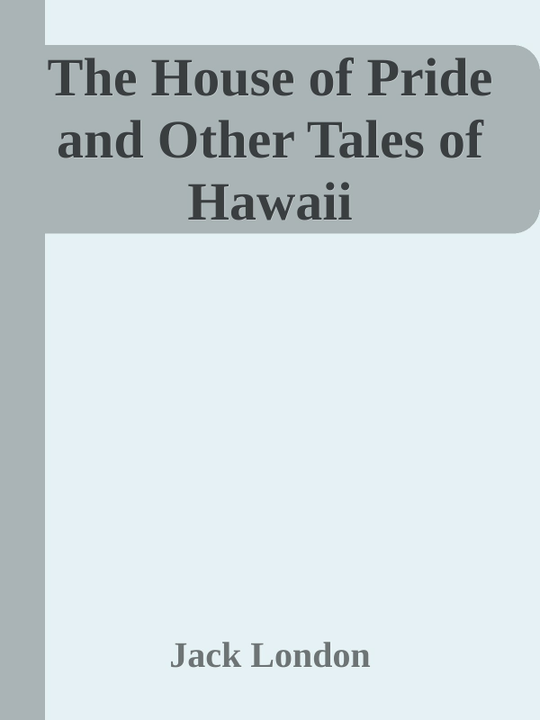 The House of Pride
and Other Tales of
Hawaii
Jack London